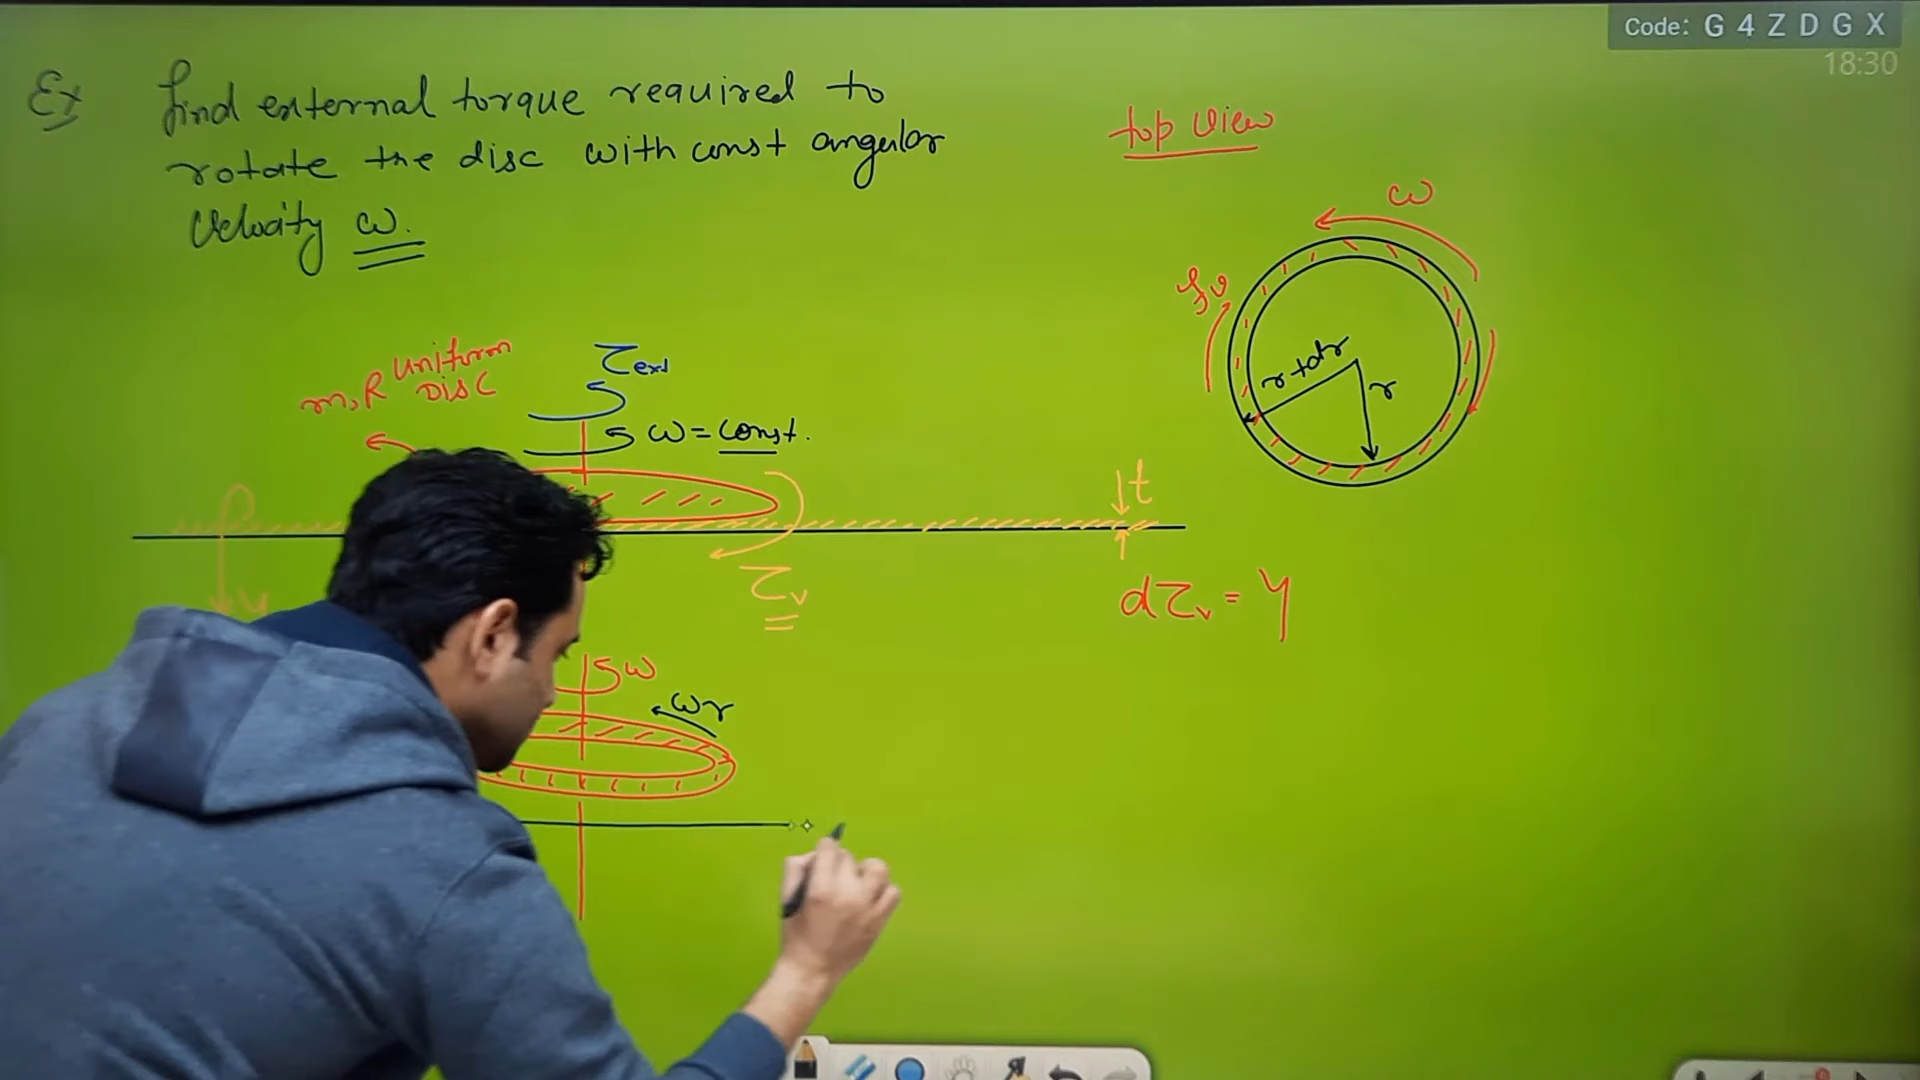 Code: G 4 Z D G X
18:30
Ex find external torque required to
rotate the disc with const angular
velocity ω.
top view
ω
fv
r+dr
r
m, R uniform
DISC
τext
ω = const.
t
τv
dτv = η
ω
ωr